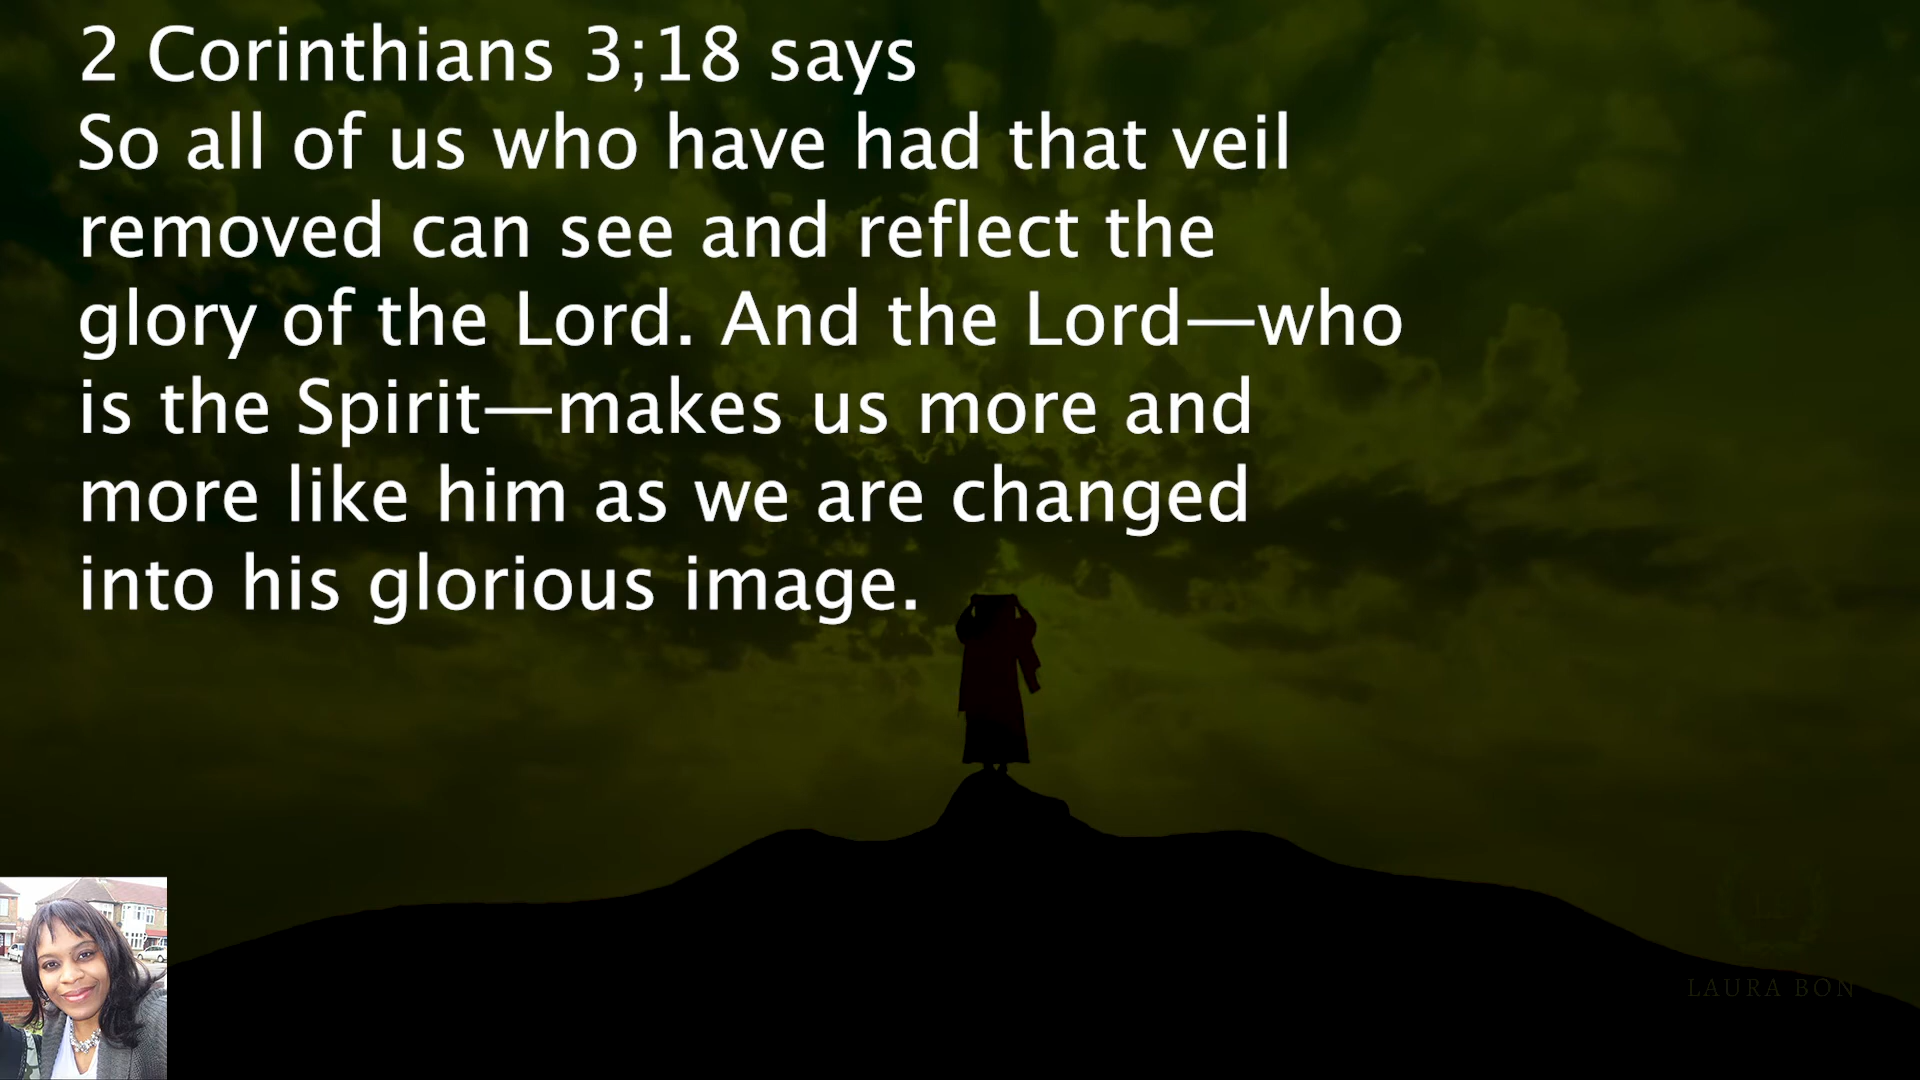 2 Corinthians 3;18 says
So all of us who have had that veil
removed can see and reflect the
glory of the Lord. And the Lord—who
is the Spirit—makes us more and
more like him as we are changed
into his glorious image.
LAURA BON